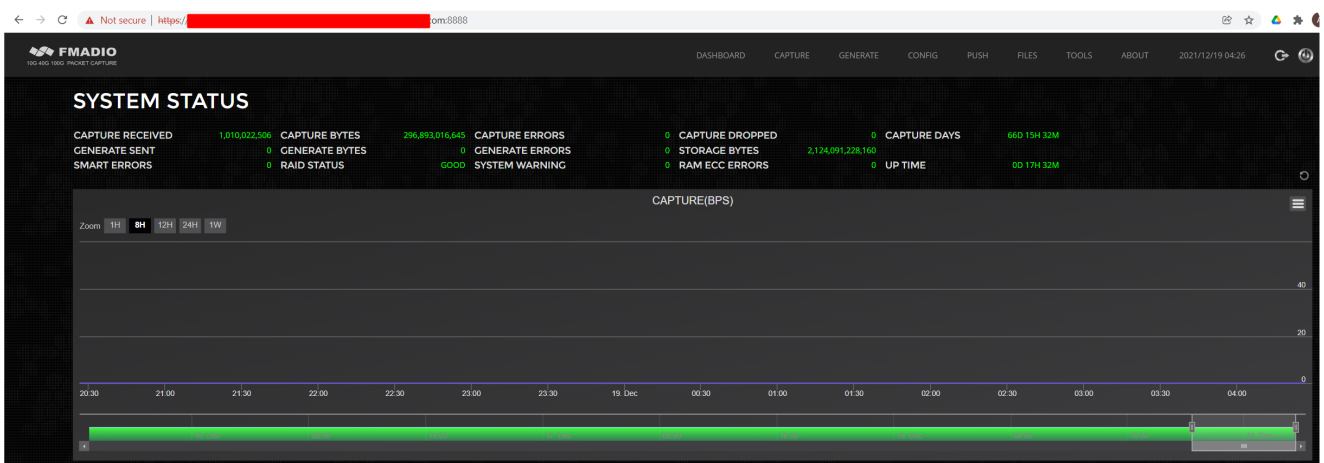 Not secure | https:/ com:8888
FMADIO
10G 40G 100G PACKET CAPTURE
DASHBOARD CAPTURE GENERATE CONFIG PUSH FILES TOOLS ABOUT 2021/12/19 04:26
SYSTEM STATUS
CAPTURE RECEIVED 1,010,022,506 CAPTURE BYTES 296,893,016,645 CAPTURE ERRORS 0 CAPTURE DROPPED 0 CAPTURE DAYS 66D 15H 32M
GENERATE SENT 0 GENERATE BYTES 0 GENERATE ERRORS 0 STORAGE BYTES 2,124,091,228,160
SMART ERRORS 0 RAID STATUS GOOD SYSTEM WARNING 0 RAM ECC ERRORS 0 UP TIME 0D 17H 32M
CAPTURE(BPS)
Zoom 1H 8H 12H 24H 1W
40
20
0
20:30 21:00 21:30 22:00 22:30 23:00 23:30 19. Dec 00:30 01:00 01:30 02:00 02:30 03:00 03:30 04:00